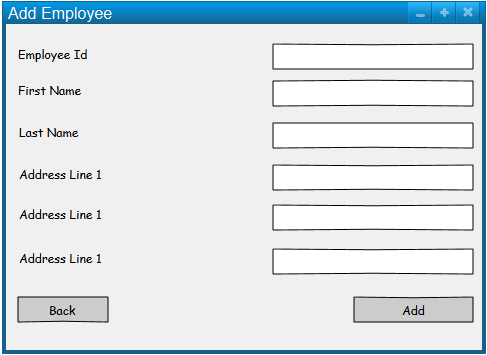 Add Employee
Employee Id
First Name
Last Name
Address Line 1
Address Line 1
Address Line 1
Back Add